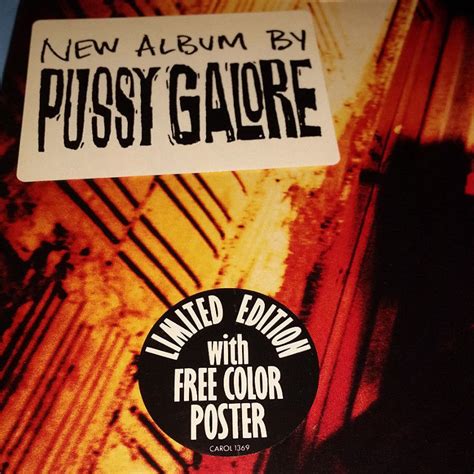 NEW ALBUM BY
PUSSY GALORE
LIMITED EDITION
with
FREE COLOR
POSTER
CAROL 1369